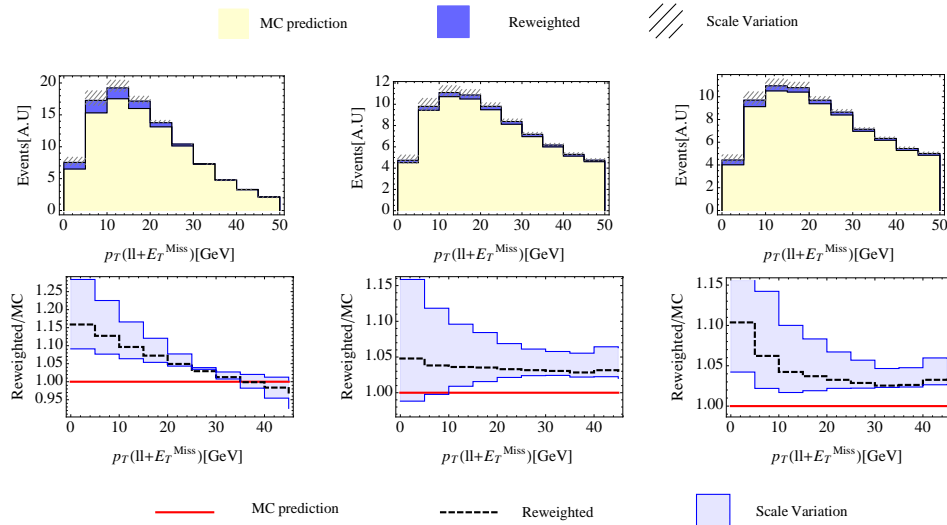 MC prediction Reweighted Scale Variation
Events[A.U]
20
15
10
5
0
0 10 20 30 40 50
p_T(ll+E_T^Miss)[GeV]
Events[A.U]
12
10
8
6
4
2
0
0 10 20 30 40 50
p_T(ll+E_T^Miss)[GeV]
Events[A.U]
10
8
6
4
2
0
0 10 20 30 40 50
p_T(ll+E_T^Miss)[GeV]
Reweighted/MC
1.25
1.20
1.15
1.10
1.05
1.00
0.95
0 10 20 30 40
p_T(ll+E_T^Miss)[GeV]
Reweighted/MC
1.15
1.10
1.05
1.00
0 10 20 30 40
p_T(ll+E_T^Miss)[GeV]
Reweighted/MC
1.15
1.10
1.05
1.00
0 10 20 30 40
p_T(ll+E_T^Miss)[GeV]
MC prediction Reweighted Scale Variation